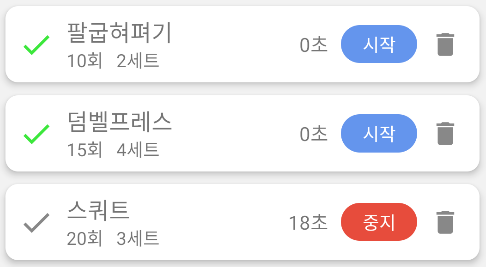 팔굽혀펴기
10회 2세트
0초
시작
덤벨프레스
15회 4세트
0초
시작
스쿼트
20회 3세트
18초
중지